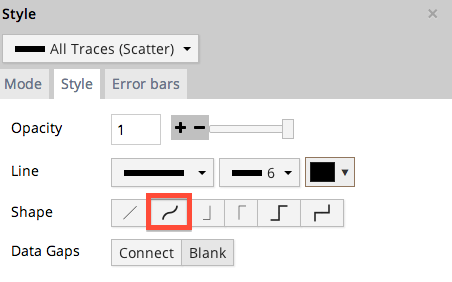 Style ×
All Traces (Scatter)
Mode Style Error bars
Opacity 1
Line 6
Shape
Data Gaps Connect Blank